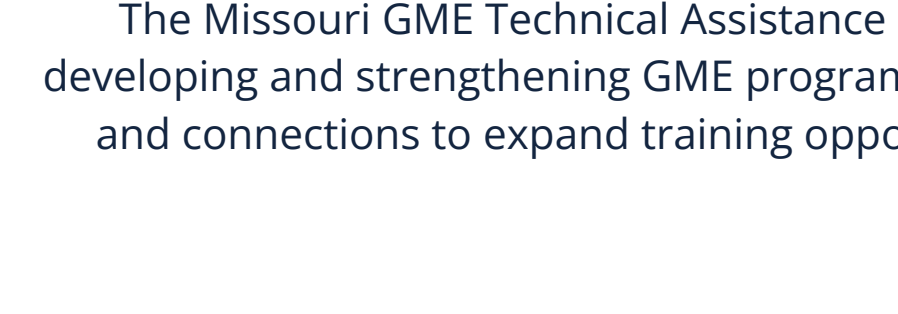 The Missouri GME Technical Assistance
developing and strengthening GME
and connections to expand training